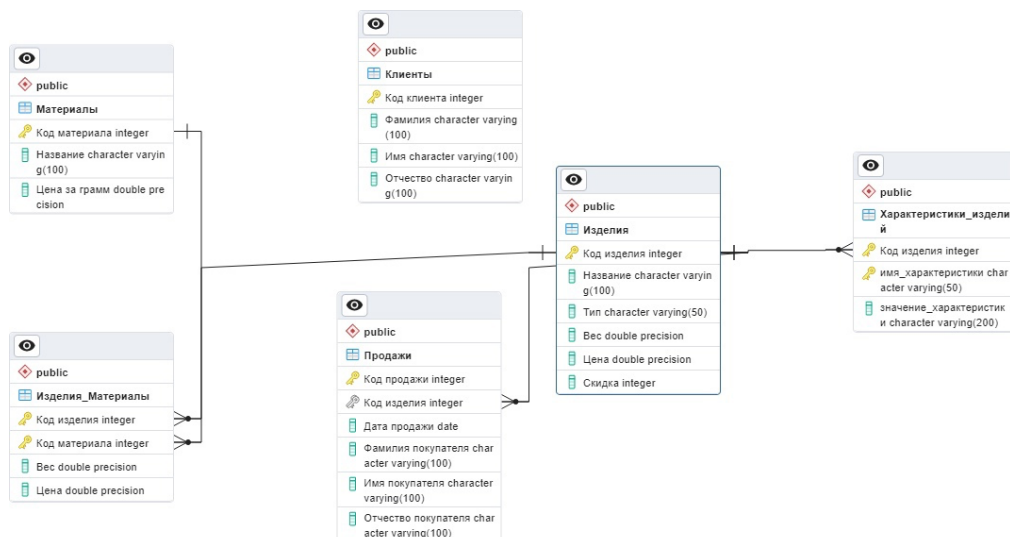 public
Материалы
Код материала integer
Название character varyin
g(100)
Цена за грамм double pre
cision
public
Изделия_Материалы
Код изделия integer
Код материала integer
Вес double precision
Цена double precision
public
Клиенты
Код клиента integer
Фамилия character varying
(100)
Имя character varying(100)
Отчество character varyin
g(100)
public
Продажи
Код продажи integer
Код изделия integer
Дата продажи date
Фамилия покупателя char
acter varying(100)
Имя покупателя character
varying(100)
Отчество покупателя char
acter varying(100)
public
Изделия
Код изделия integer
Название character varyin
g(100)
Тип character varying(50)
Вес double precision
Цена double precision
Скидка integer
public
Характеристики_издели
й
Код изделия integer
имя_характеристики char
acter varying(50)
значение_характеристик
и character varying(200)